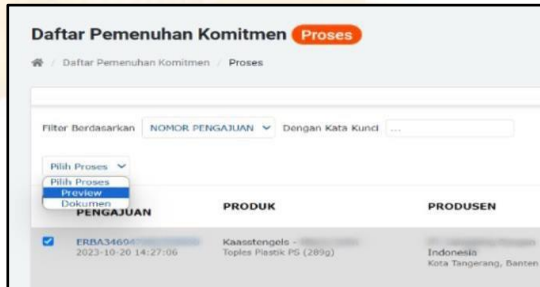 Daftar Pemenuhan Komitmen Proses
/ Daftar Pemenuhan Komitmen / Proses
Filter Berdasarkan NOMOR PENGAJUAN Dengan Kata Kunci ...
Pilih Proses
Pilih Proses
Preview
Dokumen
PENGAJUAN PRODUK PRODUSEN
ERBA34694 Kaasstengels -
2023-10-20 14:27:06 Toples Plastik PS (289g) Indonesia
Kota Tangerang, Banten